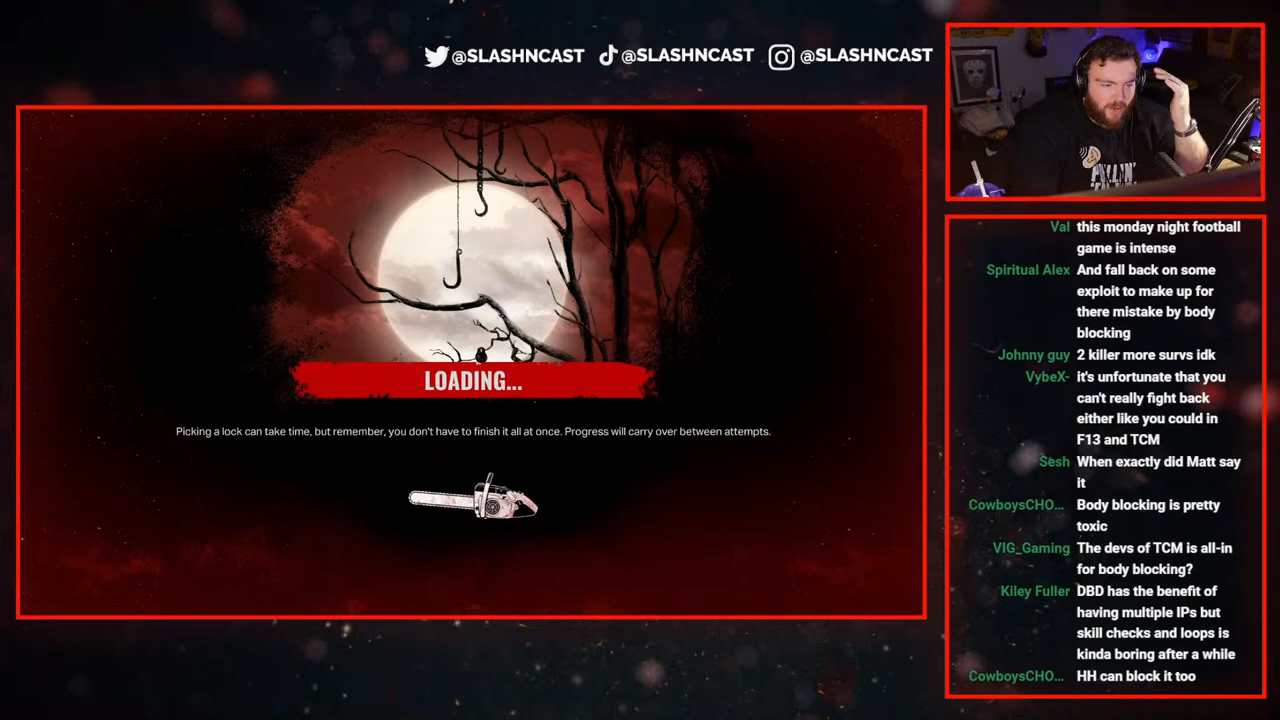 @SLASHNCAST @SLASHNCAST @SLASHNCAST
LOADING...
Picking a lock can take time, but remember, you don't have to finish it all at once. Progress will carry over between attempts.
Val this monday night football
game is intense
Spiritual Alex And fall back on some
exploit to make up for
there mistake by body
blocking
Johnny guy 2 killer more survs idk
VybeX- it's unfortunate that you
can't really fight back
either like you could in
F13 and TCM
Sesh When exactly did Matt say
it
CowboysCHO... Body blocking is pretty
toxic
VIG_Gaming The devs of TCM is all-in
for body blocking?
Kiley Fuller DBD has the benefit of
having multiple IPs but
skill checks and loops is
kinda boring after a while
CowboysCHO... HH can block it too